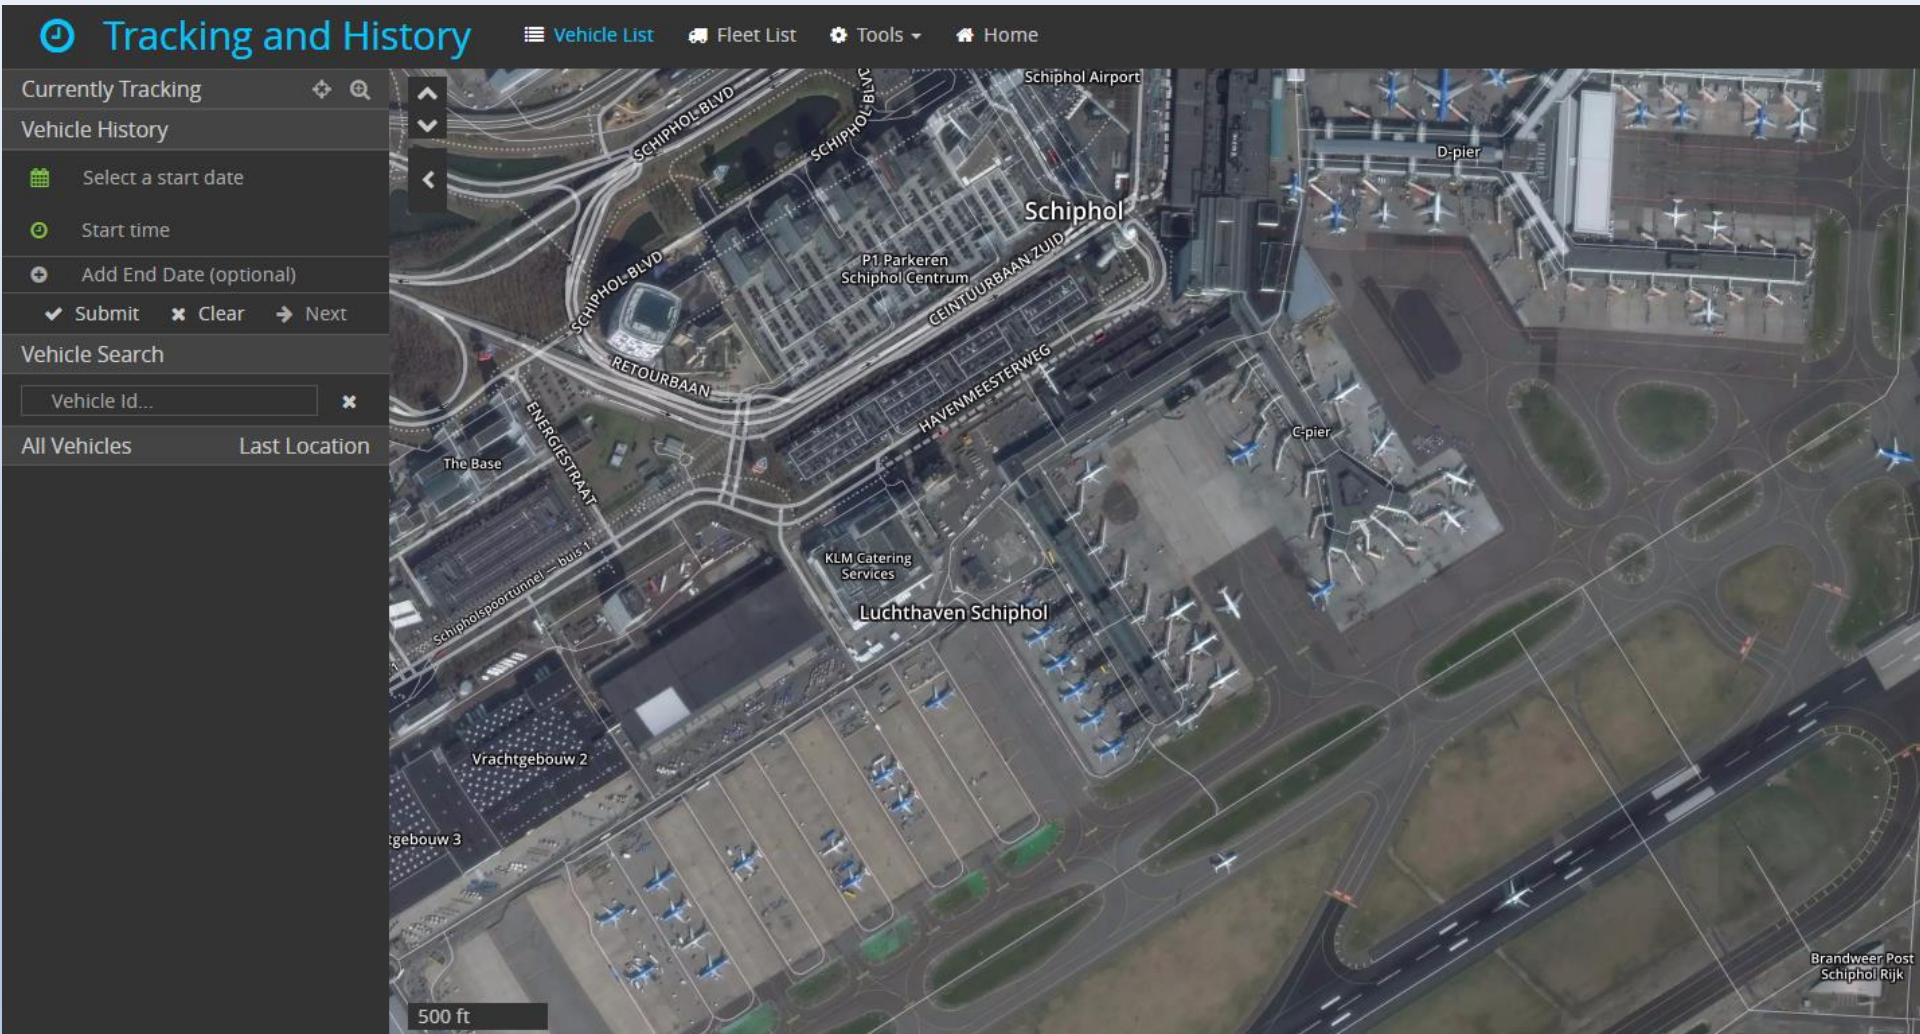 Tracking and History
Vehicle List
Fleet List
Tools
Home
Currently Tracking
Vehicle History
Select a start date
Start time
Add End Date (optional)
Submit
Clear
Next
Vehicle Search
Vehicle Id...
All Vehicles
Last Location
Schiphol Airport
SCHIPHOL-BLVD
SCHIPHOL-BLVD
D-pier
Schiphol
P1 Parkeren
Schiphol Centrum
CEINTUURBAAN-ZUID
SCHIPHOL-BLVD
RETOURBAAN
HAVENMEESTERWEG
ENERGIESTRAAT
C-pier
The Base
Schipholspoortunnel — buis 1
KLM Catering
Services
Luchthaven Schiphol
Vrachtgebouw 2
tgebouw 3
Brandweer Post
Schiphol Rijk
500 ft